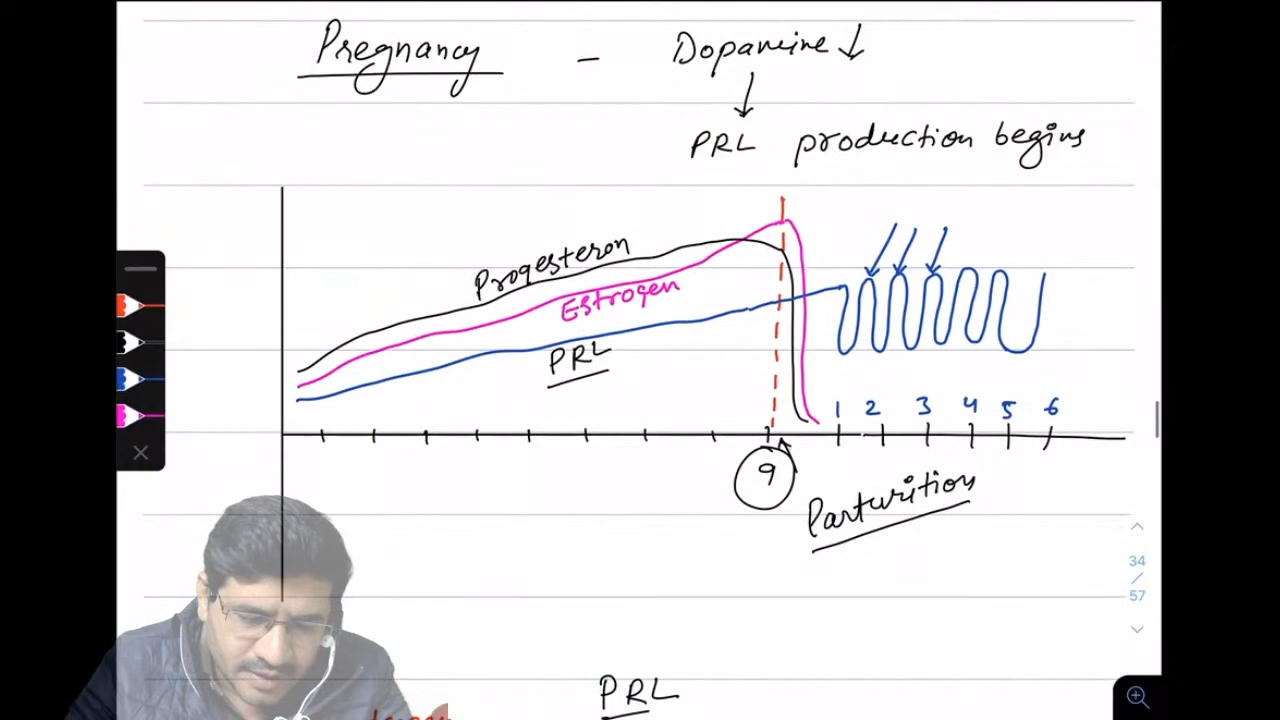 Pregnancy - Dopamine ↓
↓
PRL production begins
Progesteron
Estrogen
PRL
1 2 3 4 5 6
9
Parturition
34
/
57
PRL